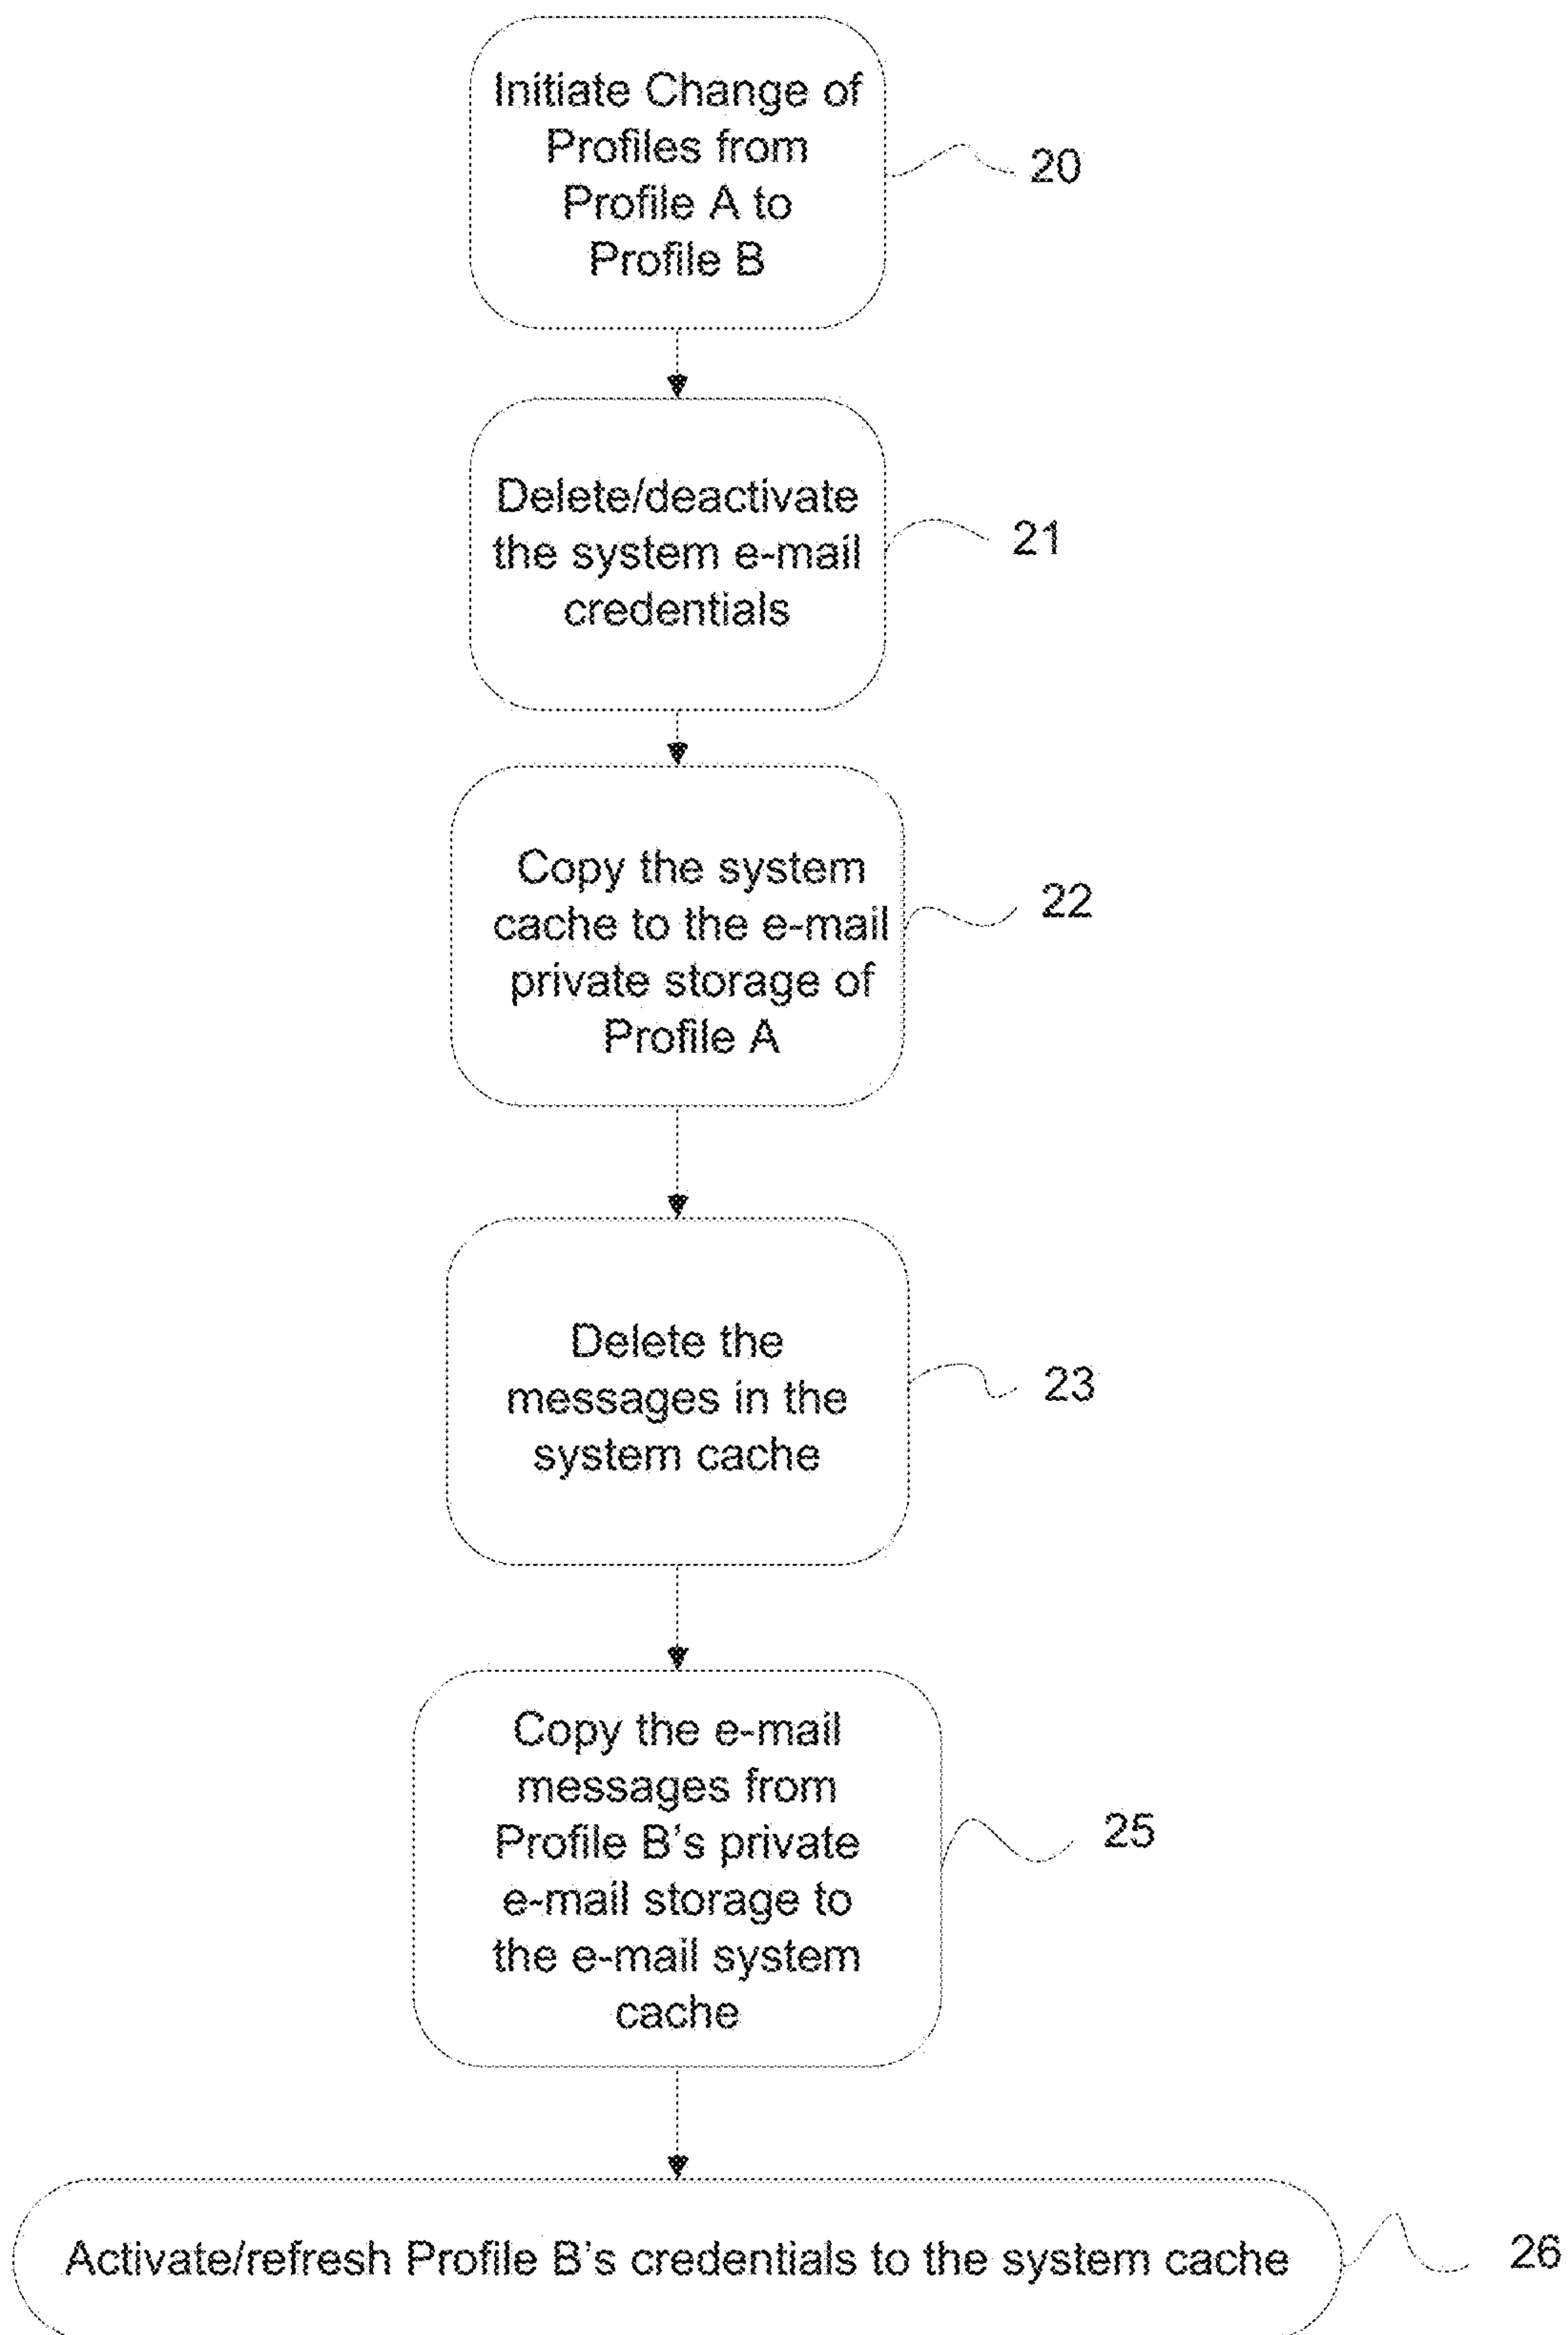 Initiate Change of
Profiles from
Profile A to
Profile B
20
Delete/deactivate
the system e-mail
credentials
21
Copy the system
cache to the e-mail
private storage of
Profile A
22
Delete the
messages in the
system cache
23
Copy the e-mail
messages from
Profile B's private
e-mail storage to
the e-mail system
cache
25
Activate/refresh Profile B's credentials to the system cache
26